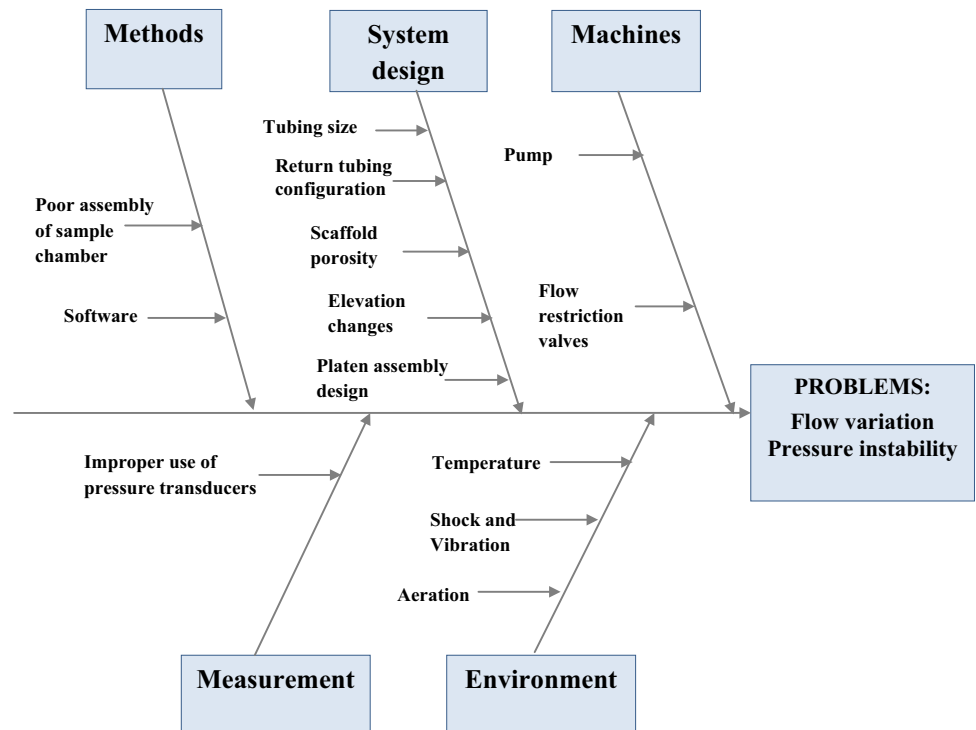 Methods
System
design
Machines
Tubing size
Return tubing
configuration
Scaffold
porosity
Elevation
changes
Platen assembly
design
Pump
Flow
restriction
valves
Poor assembly
of sample
chamber
Software
PROBLEMS:
Flow variation
Pressure instability
Improper use of
pressure transducers
Temperature
Shock and
Vibration
Aeration
Measurement
Environment